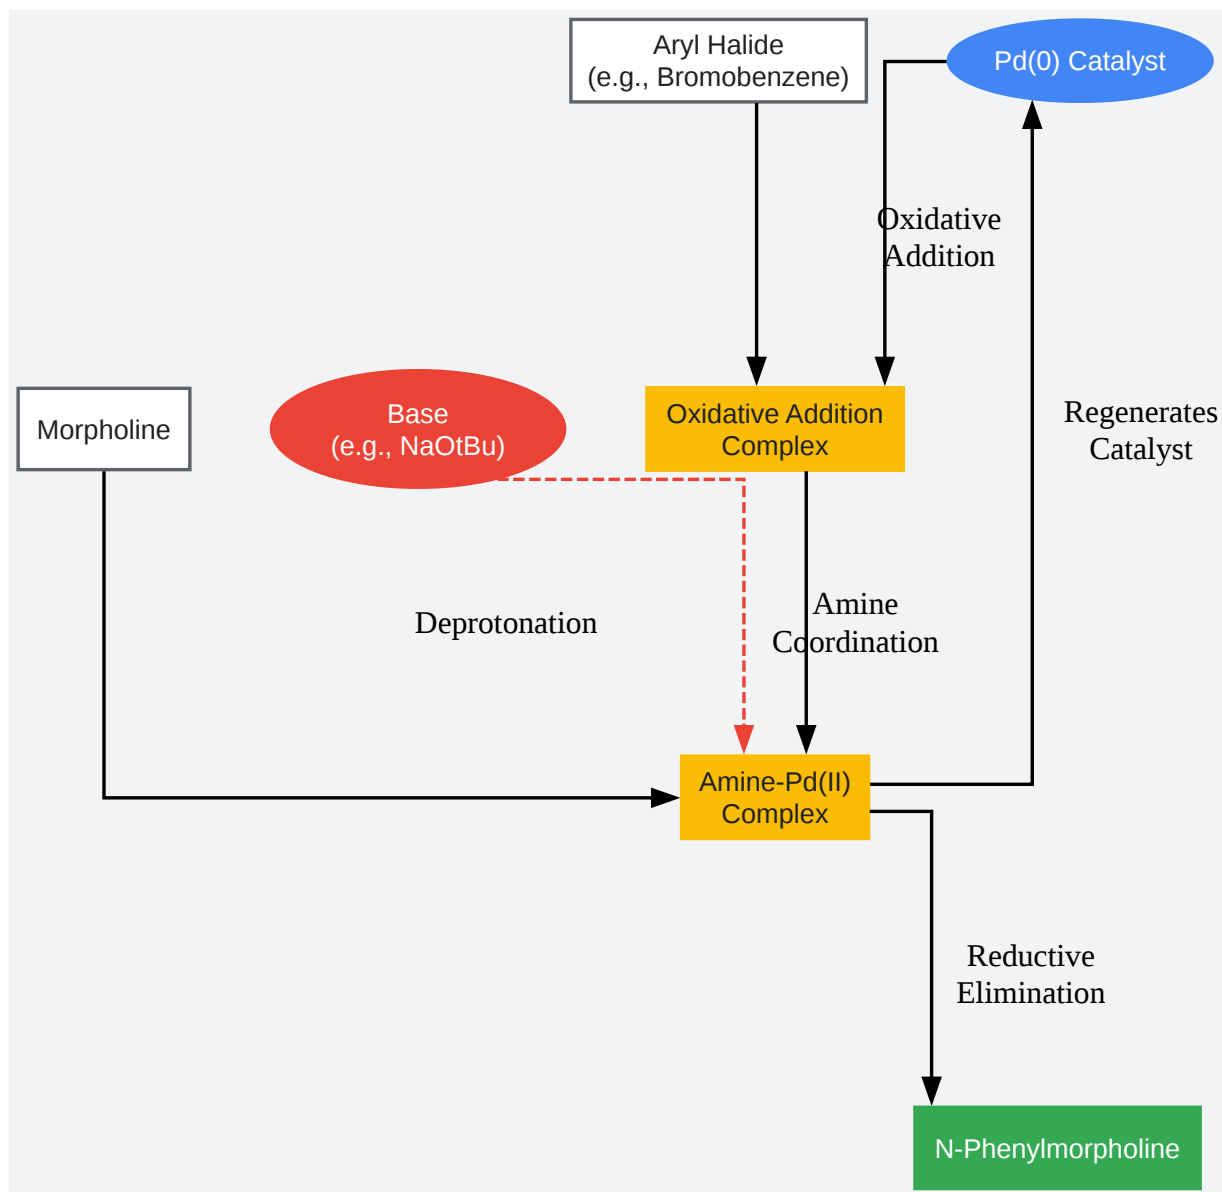 Aryl Halide
(e.g., Bromobenzene)
Pd(0) Catalyst
Oxidative
Addition
Morpholine
Base
(e.g., NaOtBu)
Oxidative Addition
Complex
Regenerates
Catalyst
Deprotonation
Amine
Coordination
Amine-Pd(II)
Complex
Reductive
Elimination
N-Phenylmorpholine